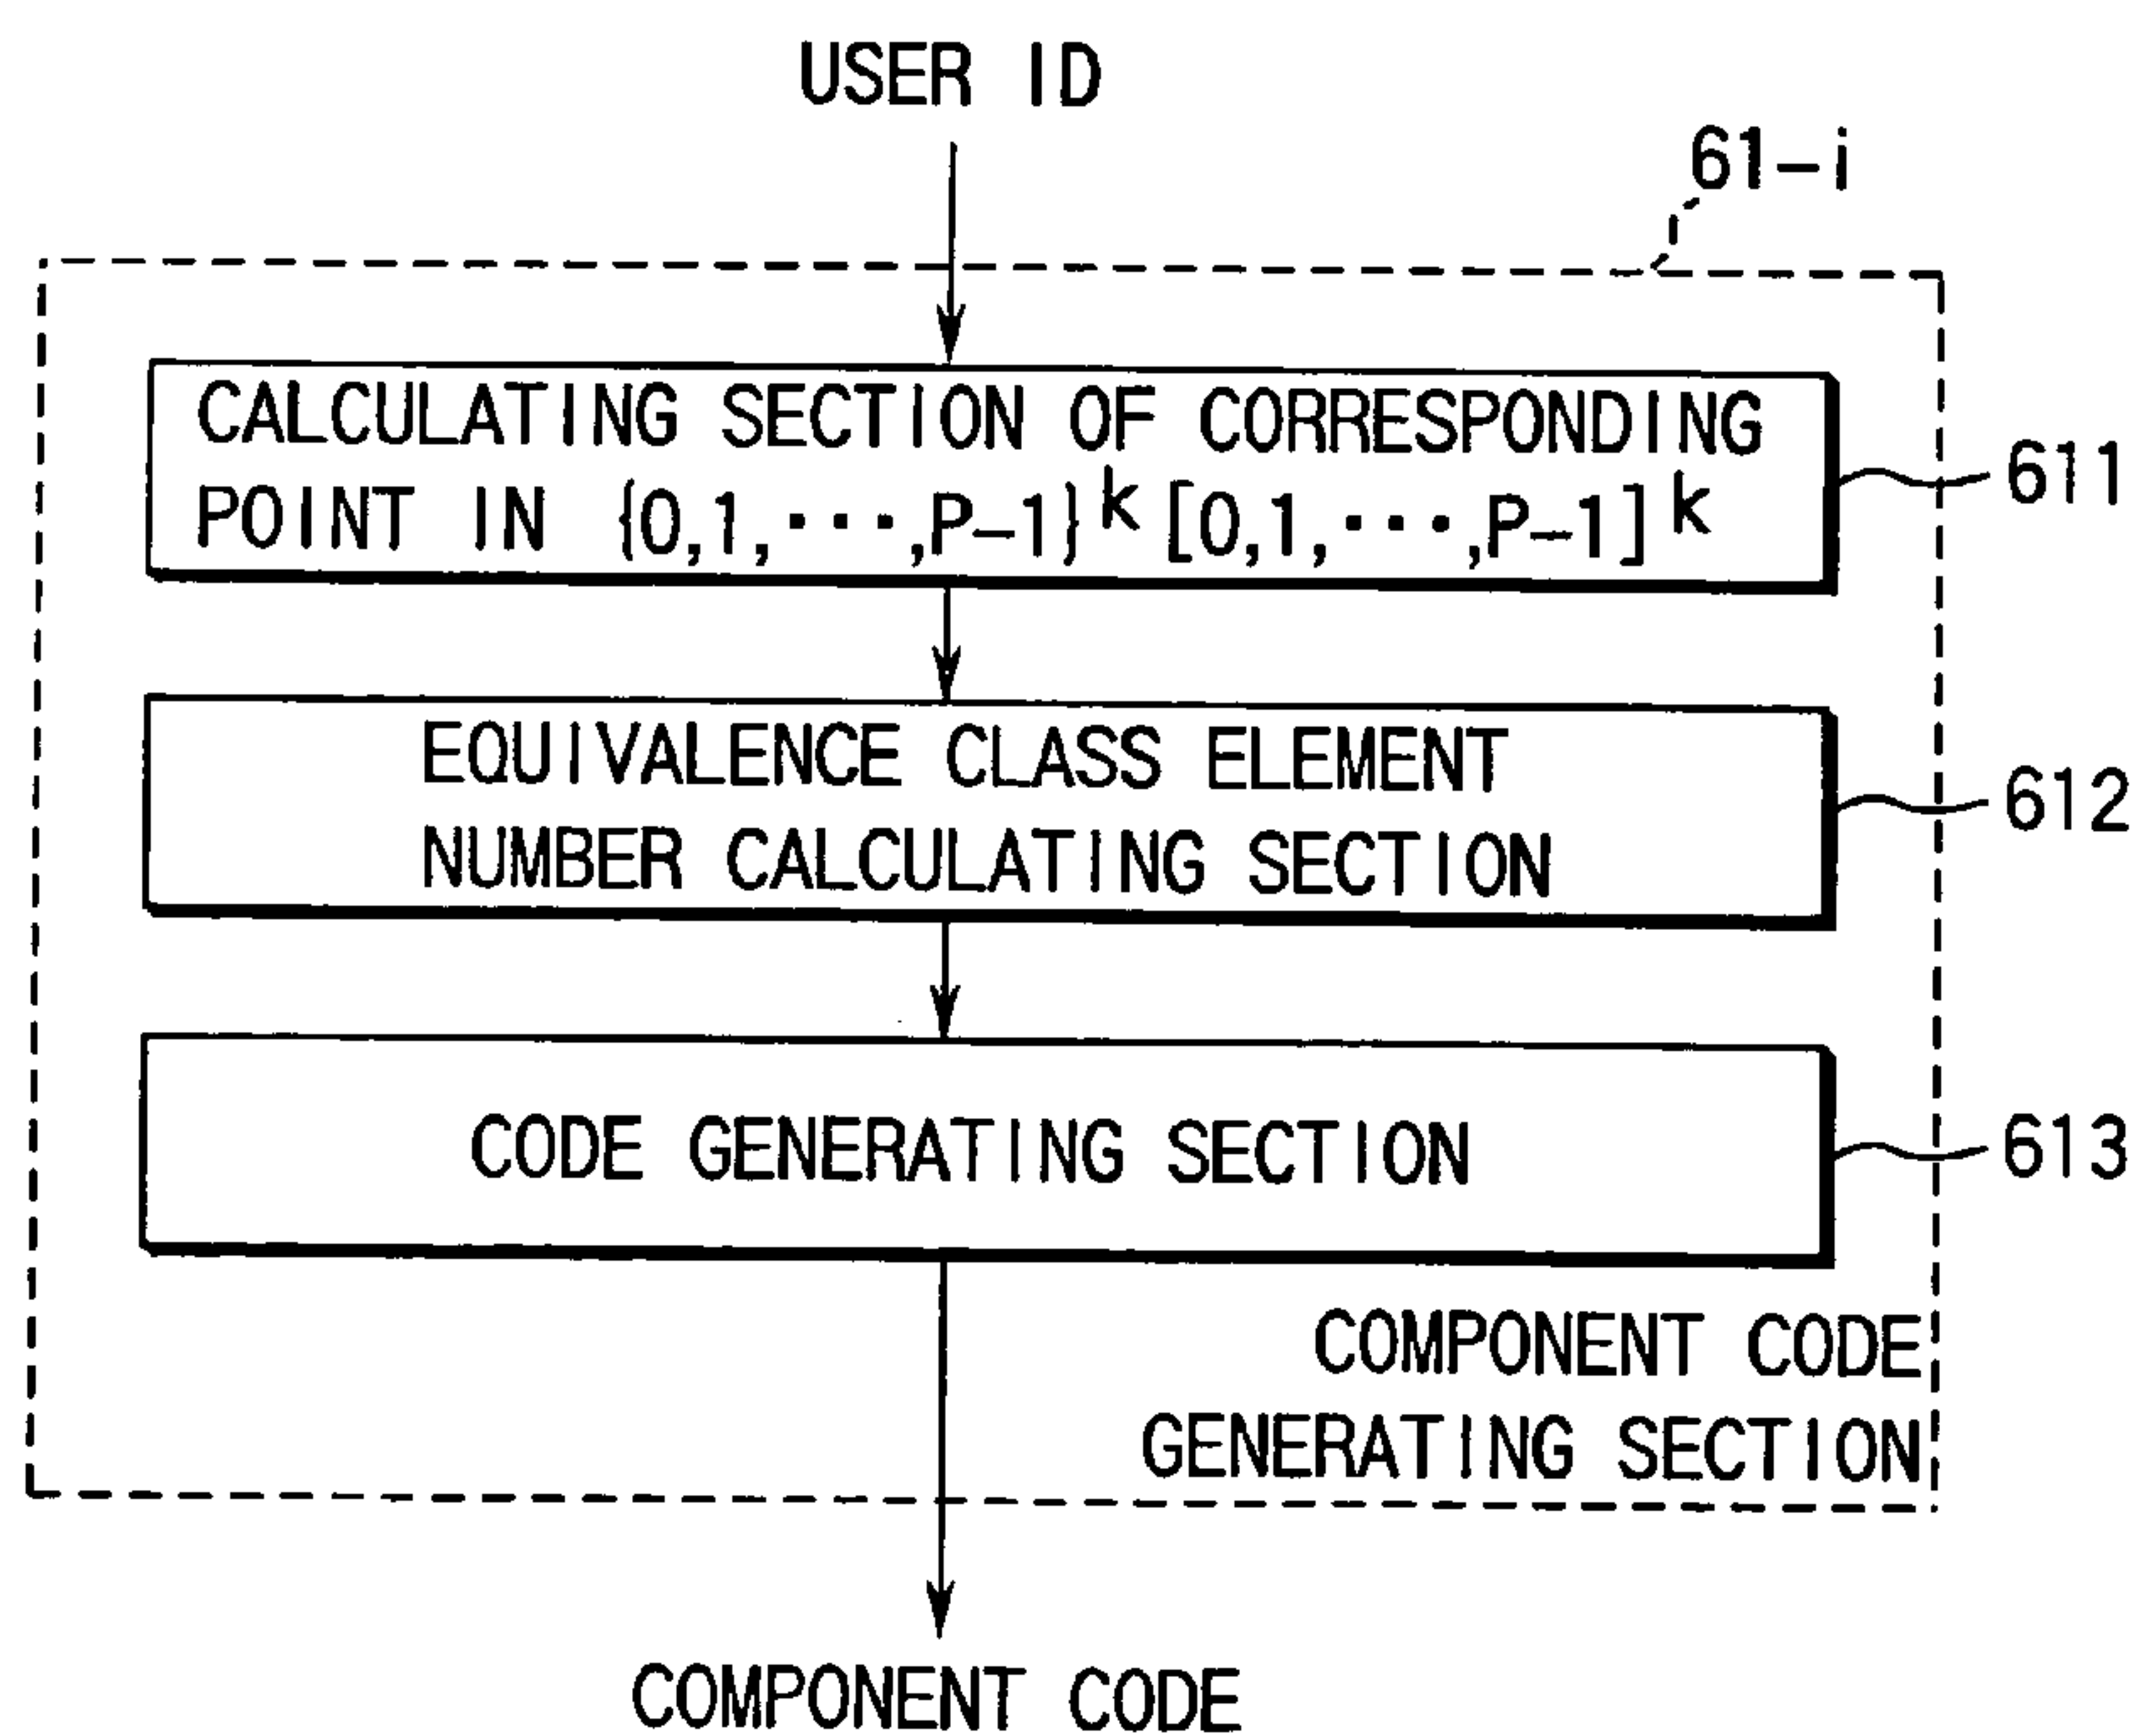 USER ID
61-i
CALCULATING SECTION OF CORRESPONDING
POINT IN {0,1,···,P-1}^k [0,1,···,P-1]^k
611
EQUIVALENCE CLASS ELEMENT
NUMBER CALCULATING SECTION
612
CODE GENERATING SECTION
613
COMPONENT CODE
GENERATING SECTION
COMPONENT CODE